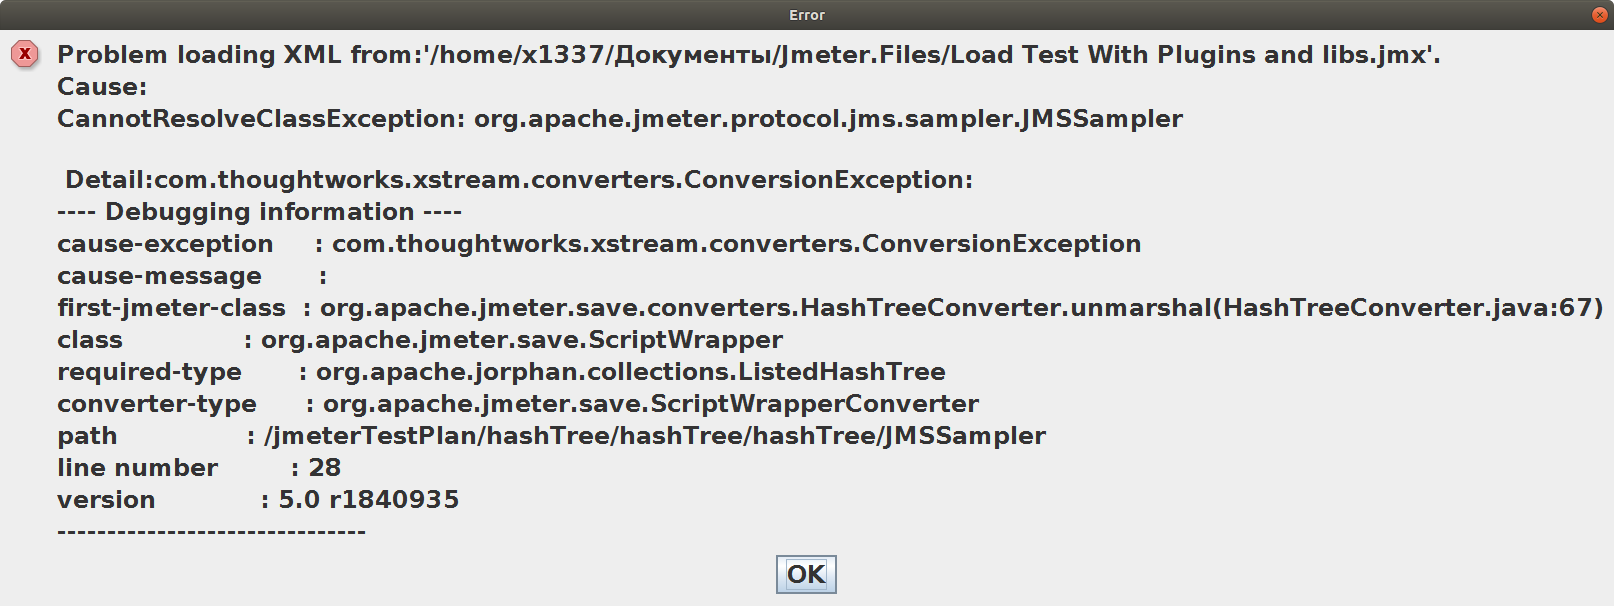 Error
Problem loading XML from:'/home/x1337/Документы/Jmeter.Files/Load Test With Plugins and libs.jmx'.
Cause:
CannotResolveClassException: org.apache.jmeter.protocol.jms.sampler.JMSSampler
Detail:com.thoughtworks.xstream.converters.ConversionException:
---- Debugging information ----
cause-exception : com.thoughtworks.xstream.converters.ConversionException
cause-message :
first-jmeter-class : org.apache.jmeter.save.converters.HashTreeConverter.unmarshal(HashTreeConverter.java:67)
class : org.apache.jmeter.save.ScriptWrapper
required-type : org.apache.jorphan.collections.ListedHashTree
converter-type : org.apache.jmeter.save.ScriptWrapperConverter
path : /jmeterTestPlan/hashTree/hashTree/hashTree/JMSSampler
line number : 28
version : 5.0 r1840935
-------------------------------
OK